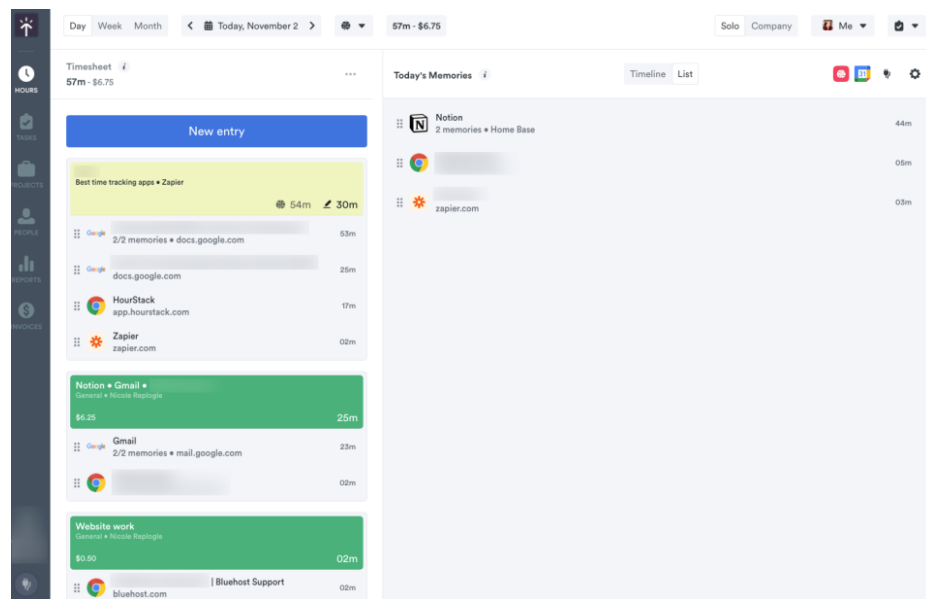 Day Week Month
Today, November 2
57m - $6.75
Solo Company
Me
HOURS
TASKS
PROJECTS
PEOPLE
REPORTS
INVOICES
Timesheet i
57m - $6.75
New entry
Best time tracking apps • Zapier
54m 30m
Google
2/2 memories • docs.google.com
53m
Google
docs.google.com
25m
HourStack
app.hourstack.com
17m
Zapier
zapier.com
02m
Notion • Gmail •
General • Nicole Replogle
$6.25
25m
Google
Gmail
2/2 memories • mail.google.com
23m
02m
Website work
General • Nicole Replogle
$0.50
02m
| Bluehost Support
bluehost.com
02m
Today's Memories i
Timeline List
31
N
Notion
2 memories • Home Base
44m
05m
zapier.com
03m